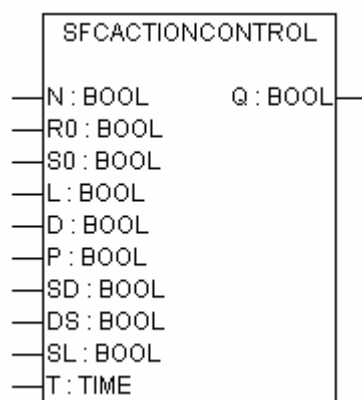 SFCACTIONCONTROL
N : BOOL Q : BOOL
R0 : BOOL
S0 : BOOL
L : BOOL
D : BOOL
P : BOOL
SD : BOOL
DS : BOOL
SL : BOOL
T : TIME